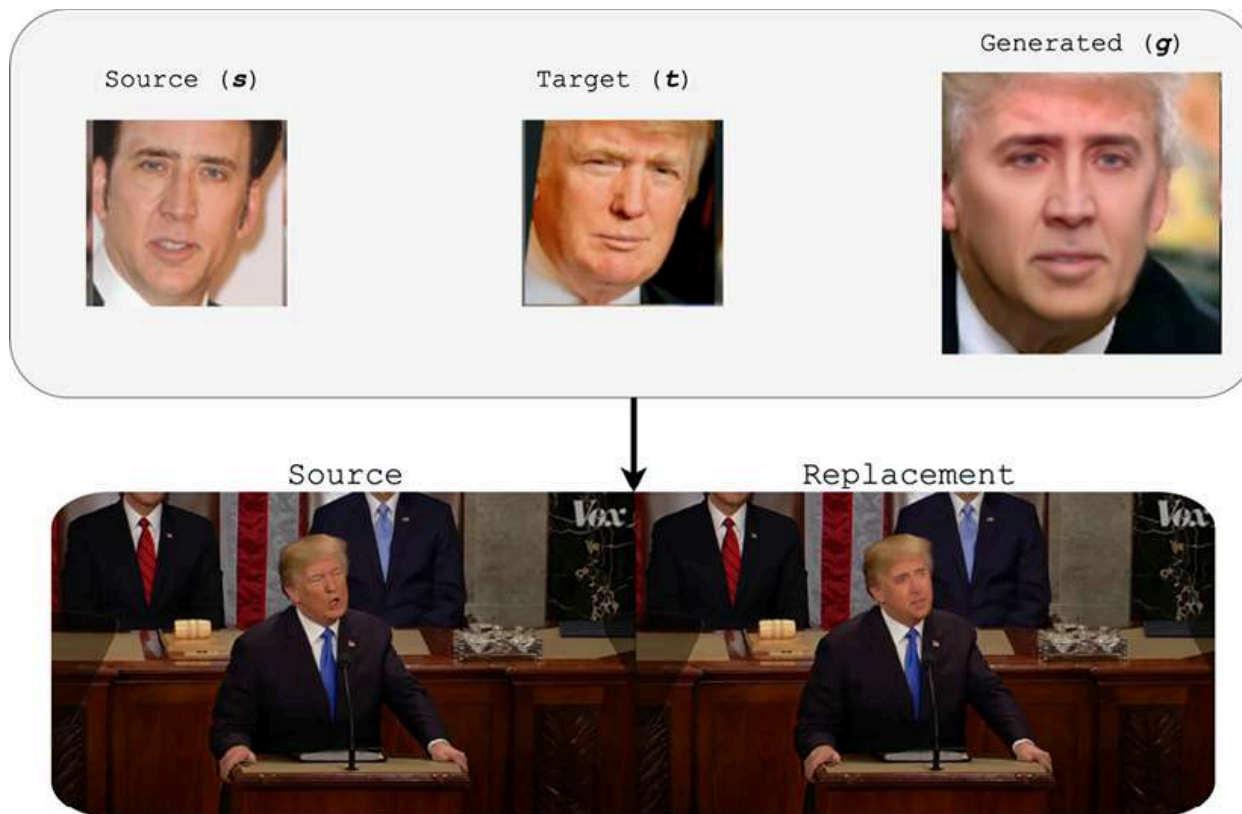 Source (s)
Target (t)
Generated (g)
Source
Replacement
Vox
Vox